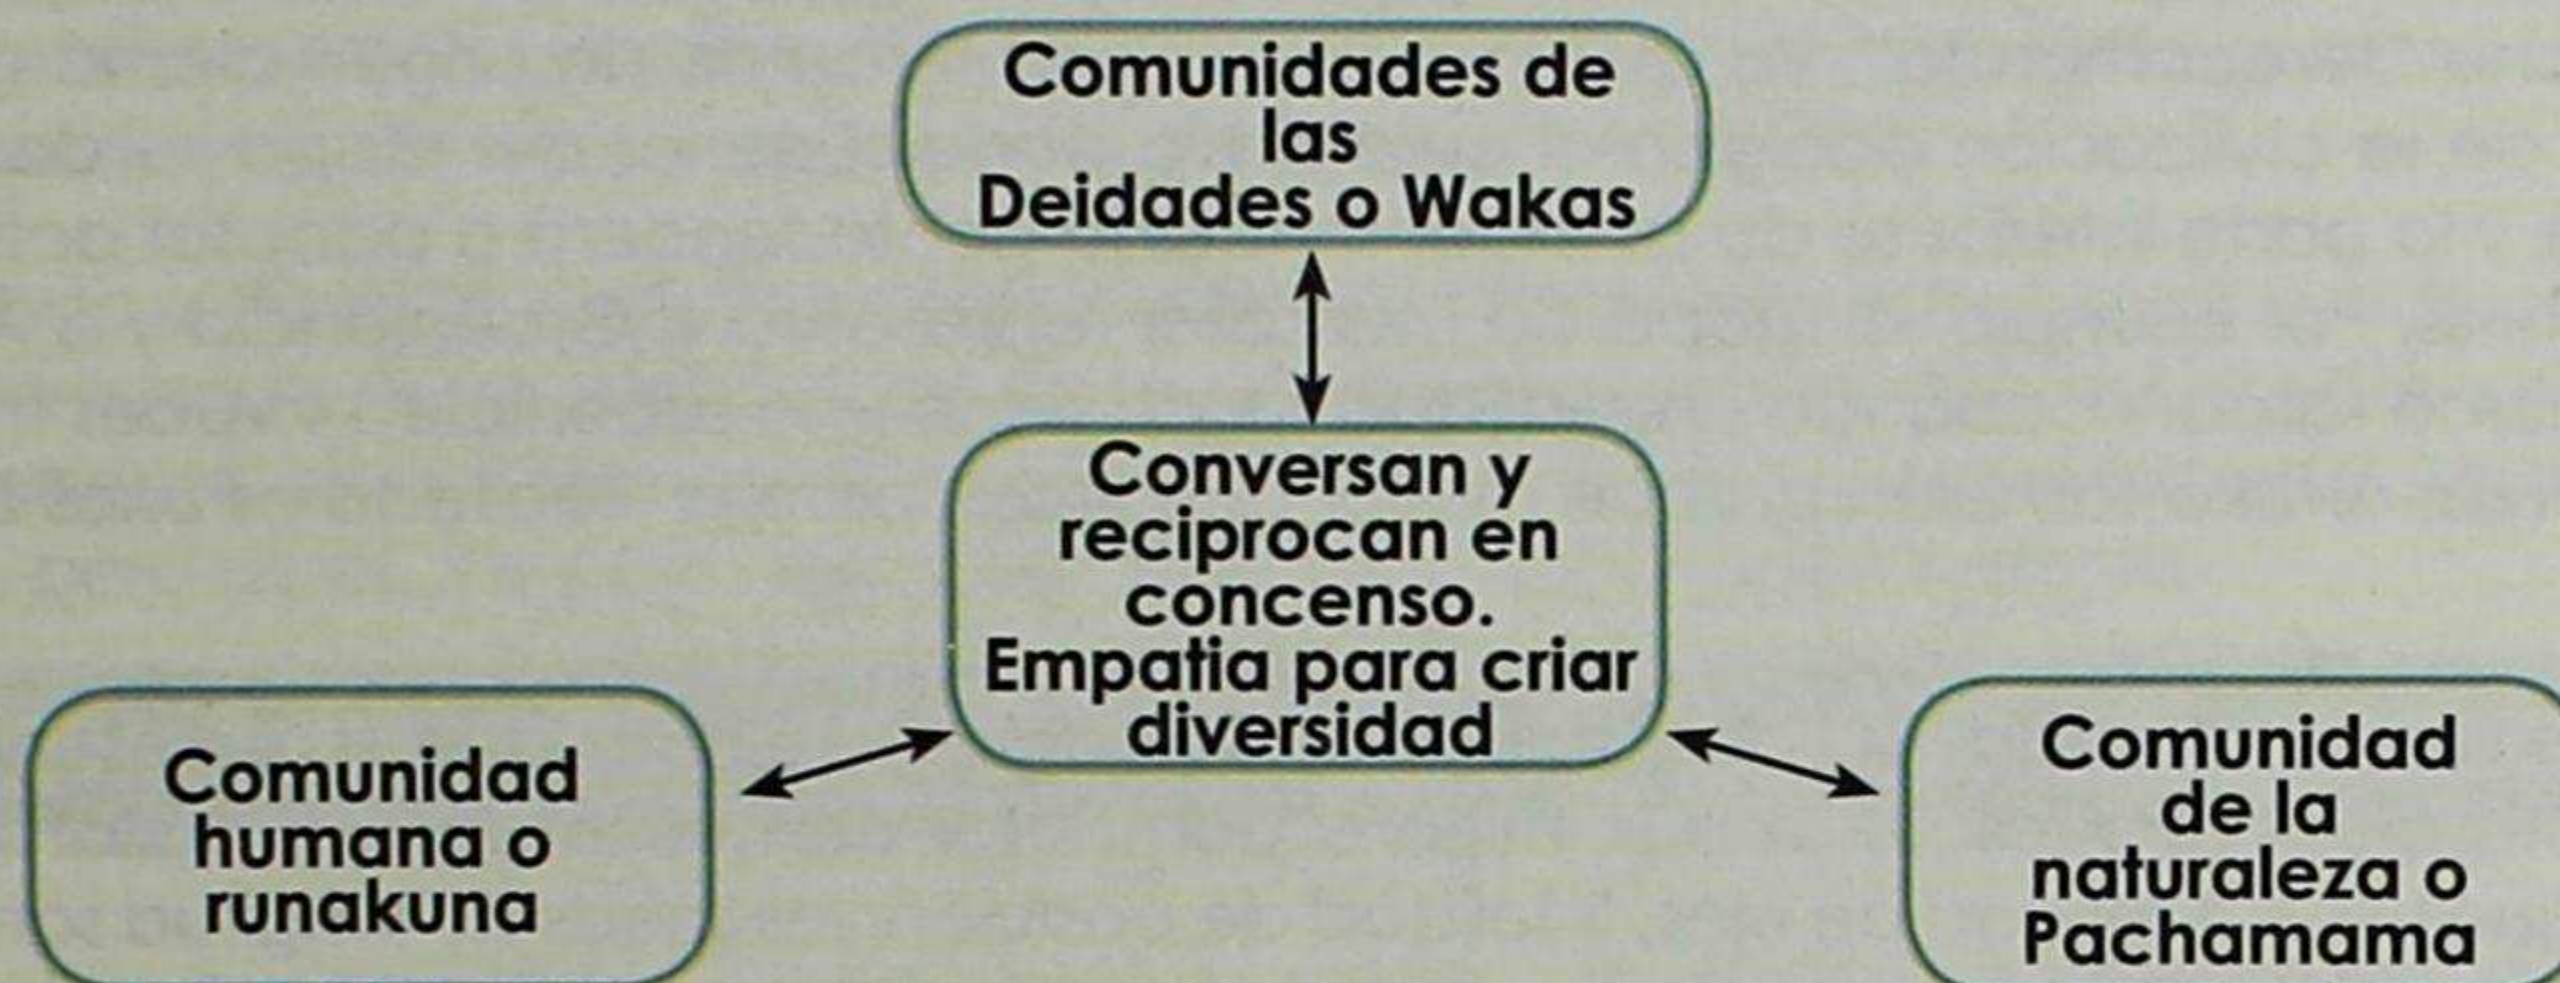 Comunidades de
las
Deidades o Wakas
Conversan y
reciprocan en
concenso.
Empatia para criar
diversidad
Comunidad
humana o
runakuna
Comunidad
de la
naturaleza o
Pachamama